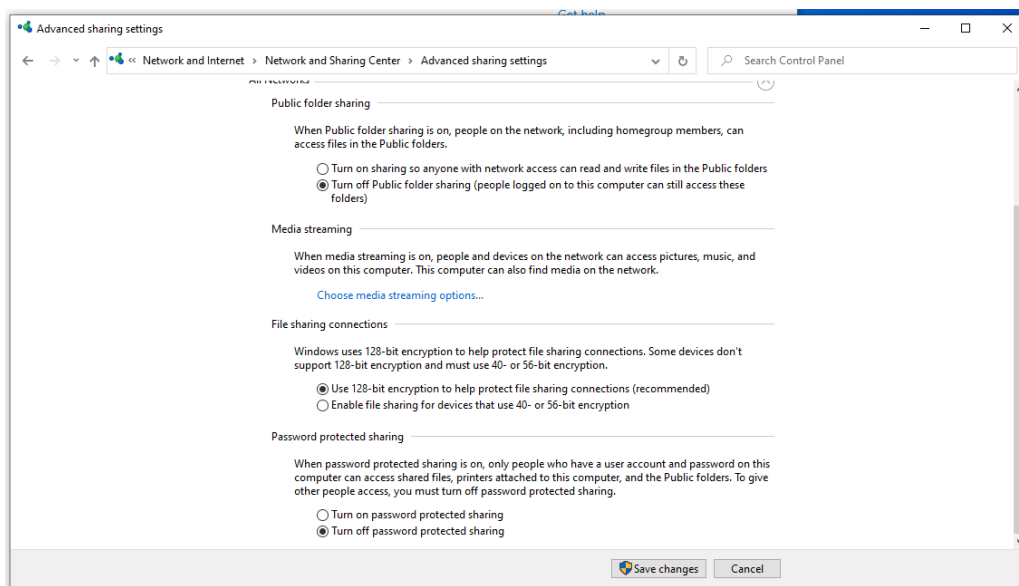 Get help
Advanced sharing settings
« Network and Internet › Network and Sharing Center › Advanced sharing settings
Search Control Panel
All Networks
Public folder sharing
When Public folder sharing is on, people on the network, including homegroup members, can
access files in the Public folders.
Turn on sharing so anyone with network access can read and write files in the Public folders
Turn off Public folder sharing (people logged on to this computer can still access these
folders)
Media streaming
When media streaming is on, people and devices on the network can access pictures, music, and
videos on this computer. This computer can also find media on the network.
Choose media streaming options...
File sharing connections
Windows uses 128-bit encryption to help protect file sharing connections. Some devices don't
support 128-bit encryption and must use 40- or 56-bit encryption.
Use 128-bit encryption to help protect file sharing connections (recommended)
Enable file sharing for devices that use 40- or 56-bit encryption
Password protected sharing
When password protected sharing is on, only people who have a user account and password on this
computer can access shared files, printers attached to this computer, and the Public folders. To give
other people access, you must turn off password protected sharing.
Turn on password protected sharing
Turn off password protected sharing
Save changes
Cancel